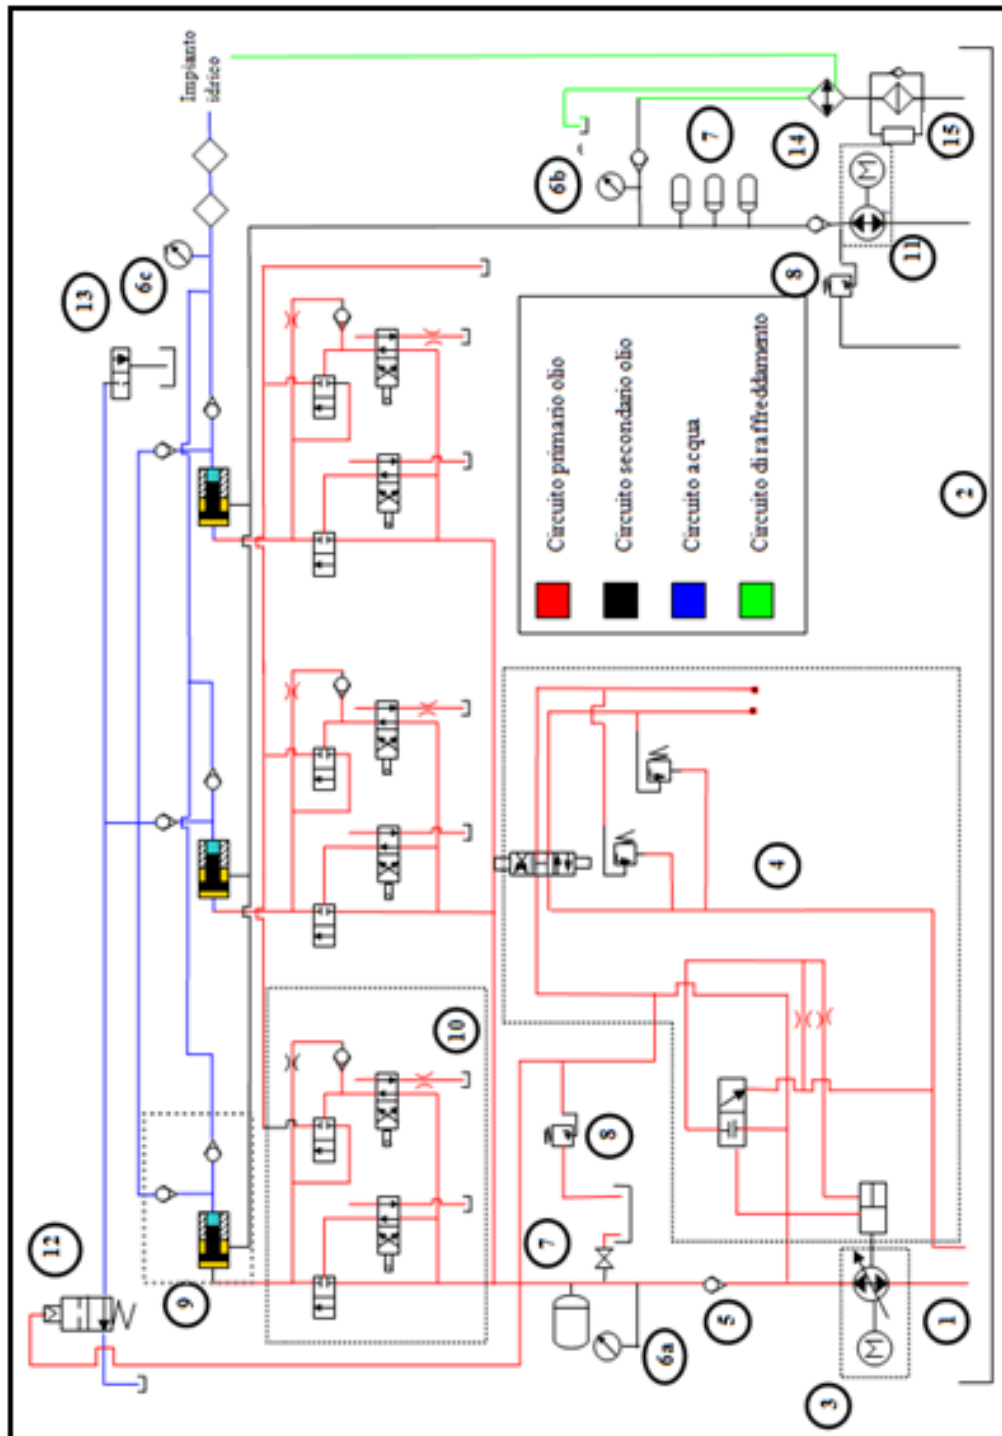 Impianto
idrico
13
6c
6b
7
14
15
M
8
11
Circuito primario olio
Circuito secondario olio
Circuito acqua
Circuito di raffreddamento
2
4
10
12
9
7
8
6a
5
M
1
3